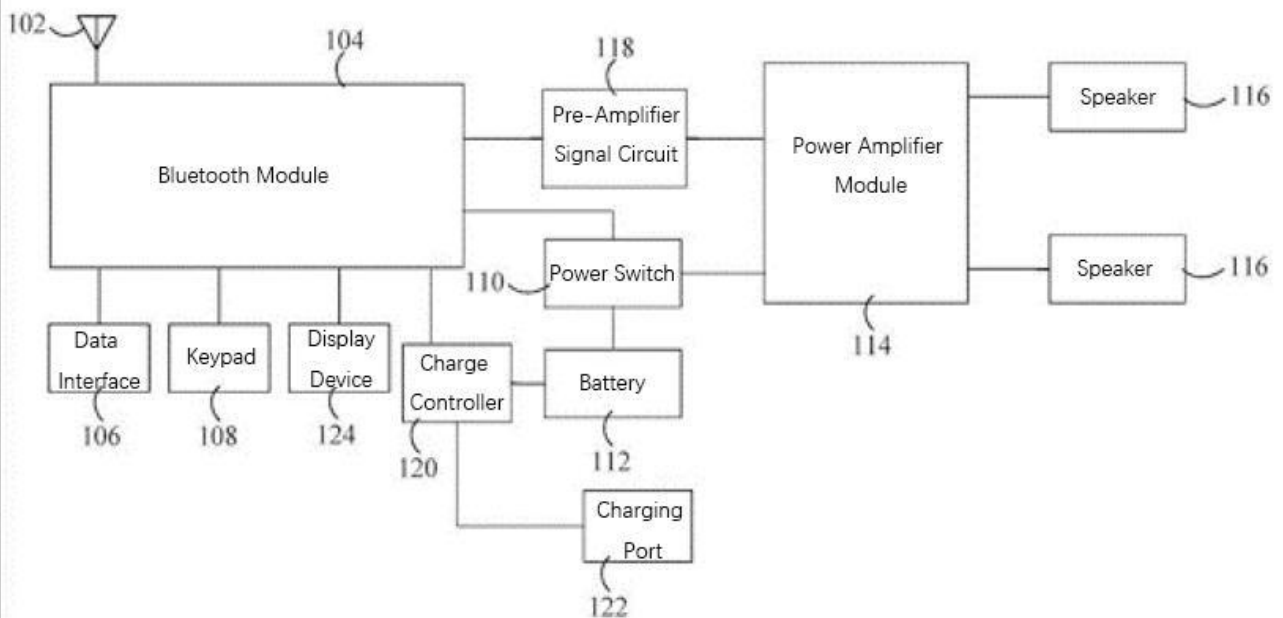 102
104
118
Pre-Amplifier
Signal Circuit
Speaker
116
Bluetooth Module
Power Amplifier
Module
110
Power Switch
Speaker
116
114
Data
Interface
106
Keypad
108
Display
Device
124
Charge
Controller
120
Battery
112
Charging
Port
122